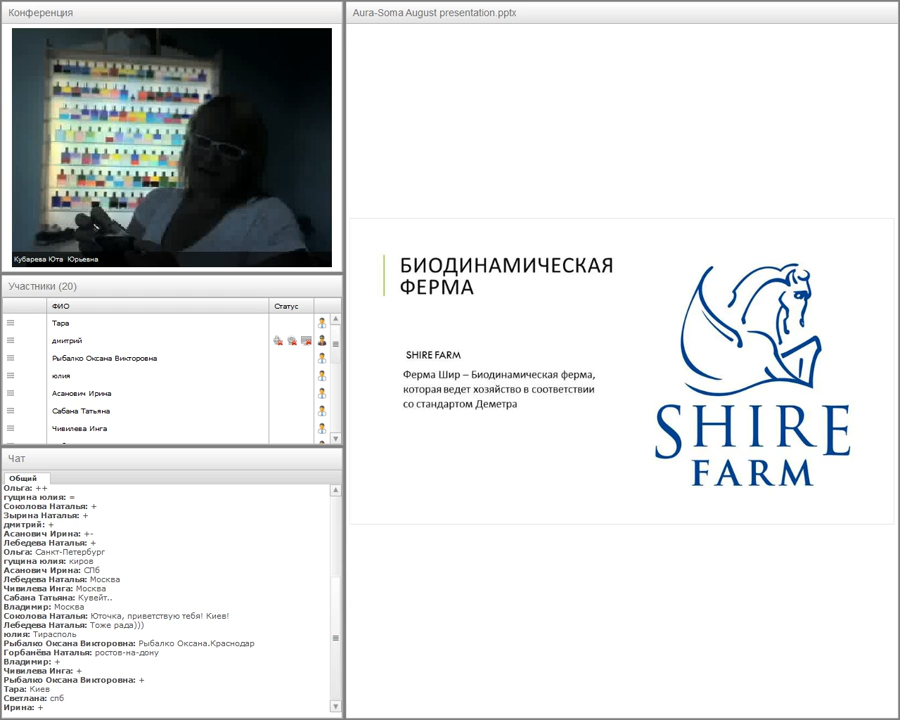 Конференция
Кубарева Юта Юрьевна
Участники (20)
ФИО Статус
Тара
дмитрий
Рыбалко Оксана Викторовна
юлия
Асанович Ирина
Сабана Татьяна
Чивилева Инга
Чат
Общий
Ольга: ++
гущина юлия: =
Соколова Наталья: +
Зырина Наталья: +
дмитрий: +
Асанович Ирина: +-
Лебедева Наталья: +
Ольга: Санкт-Петербург
гущина юлия: киров
Асанович Ирина: СПб
Лебедева Наталья: Москва
Чивилева Инга: Москва
Сабана Татьяна: Кувейт..
Владимир: Москва
Соколова Наталья: Юточка, приветствую тебя! Киев!
Лебедева Наталья: Тоже рада)))
юлия: Тирасполь
Рыбалко Оксана Викторовна: Рыбалко Оксана.Краснодар
Горбанёва Наталья: ростов-на-дону
Владимир: +
Чивилева Инга: +
Рыбалко Оксана Викторовна: +
Тара: Киев
Светлана: спб
Ирина: +
Aura-Soma August presentation.pptx
БИОДИНАМИЧЕСКАЯ
ФЕРМА
SHIRE FARM
Ферма Шир – Биодинамическая ферма,
которая ведет хозяйство в соответствии
со стандартом Деметра
SHIRE
FARM